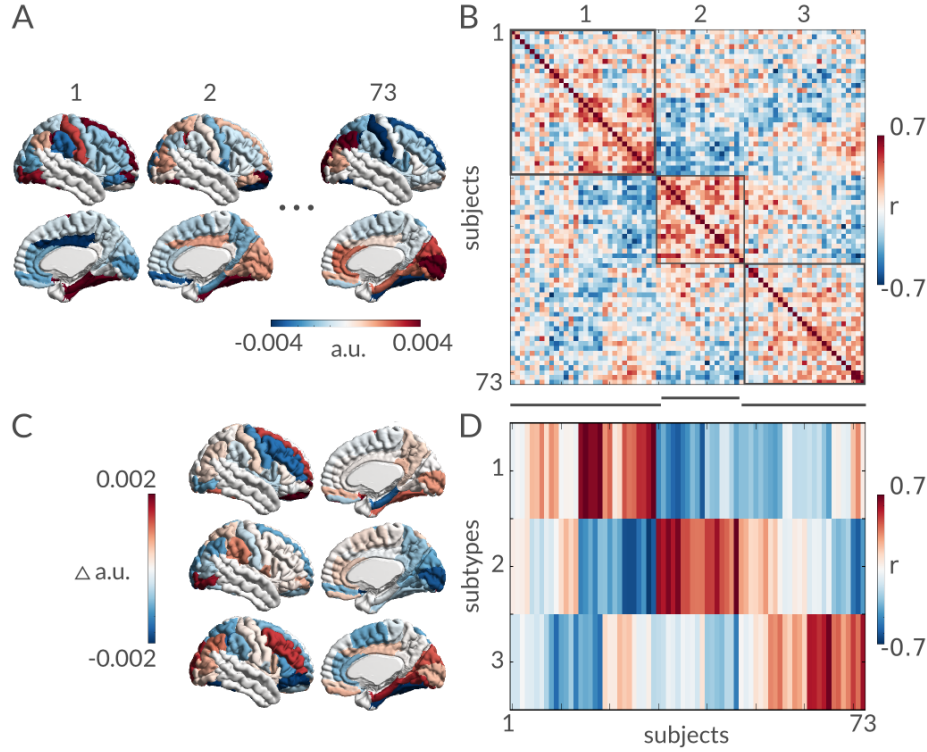 A
1
2
73
...
-0.004
a.u.
0.004
B
1
2
3
1
subjects
73
0.7
r
-0.7
C
0.002
△ a.u.
-0.002
D
1
2
3
subtypes
1
73
subjects
0.7
r
-0.7